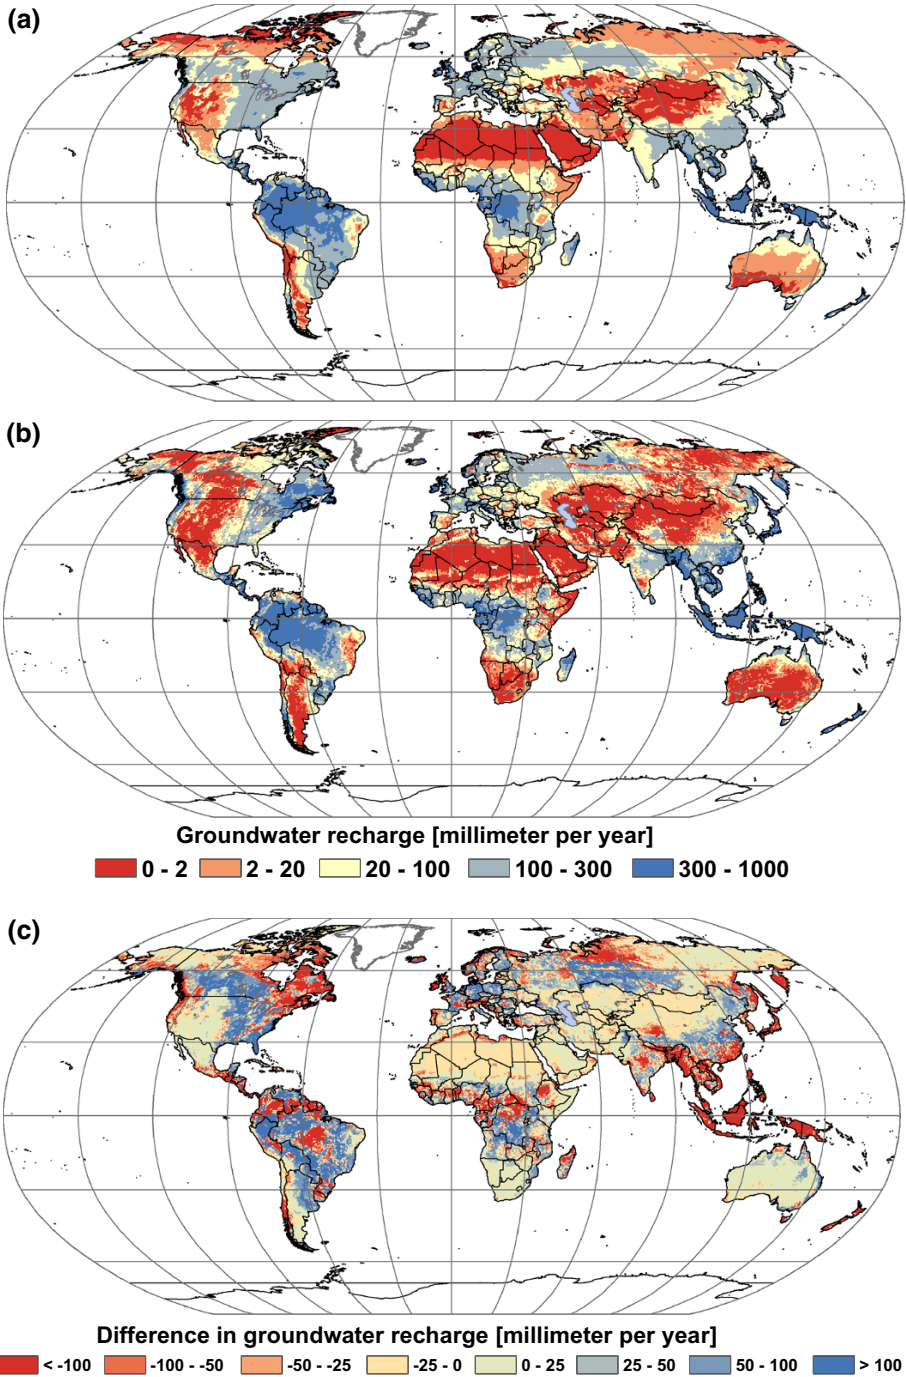 (a)
(b)
Groundwater recharge [millimeter per year]
0 - 2 2 - 20 20 - 100 100 - 300 300 - 1000
(c)
Difference in groundwater recharge [millimeter per year]
< -100 -100 - -50 -50 - -25 -25 - 0 0 - 25 25 - 50 50 - 100 > 100